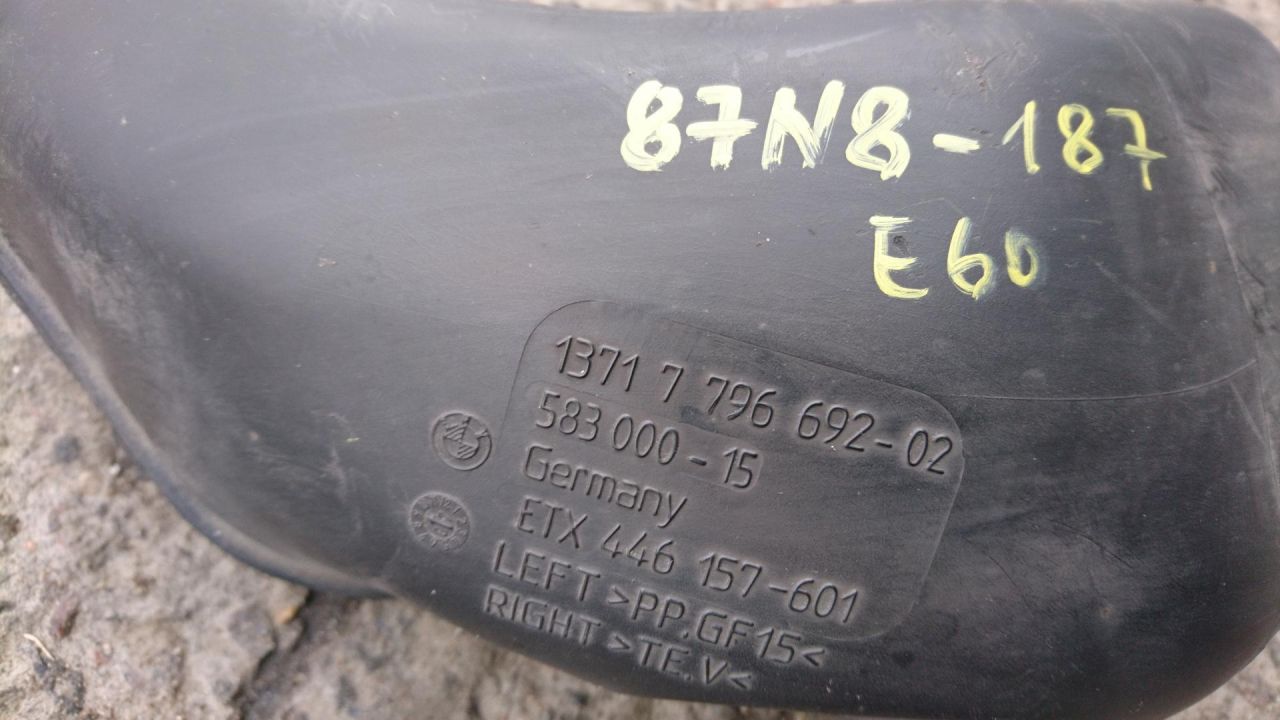 87N8-187
E60
1371 7 796 692-02
583 000-15
Germany
ETX 446 157-601
LEFT >PP.GF15<
RIGHT >TE.V<